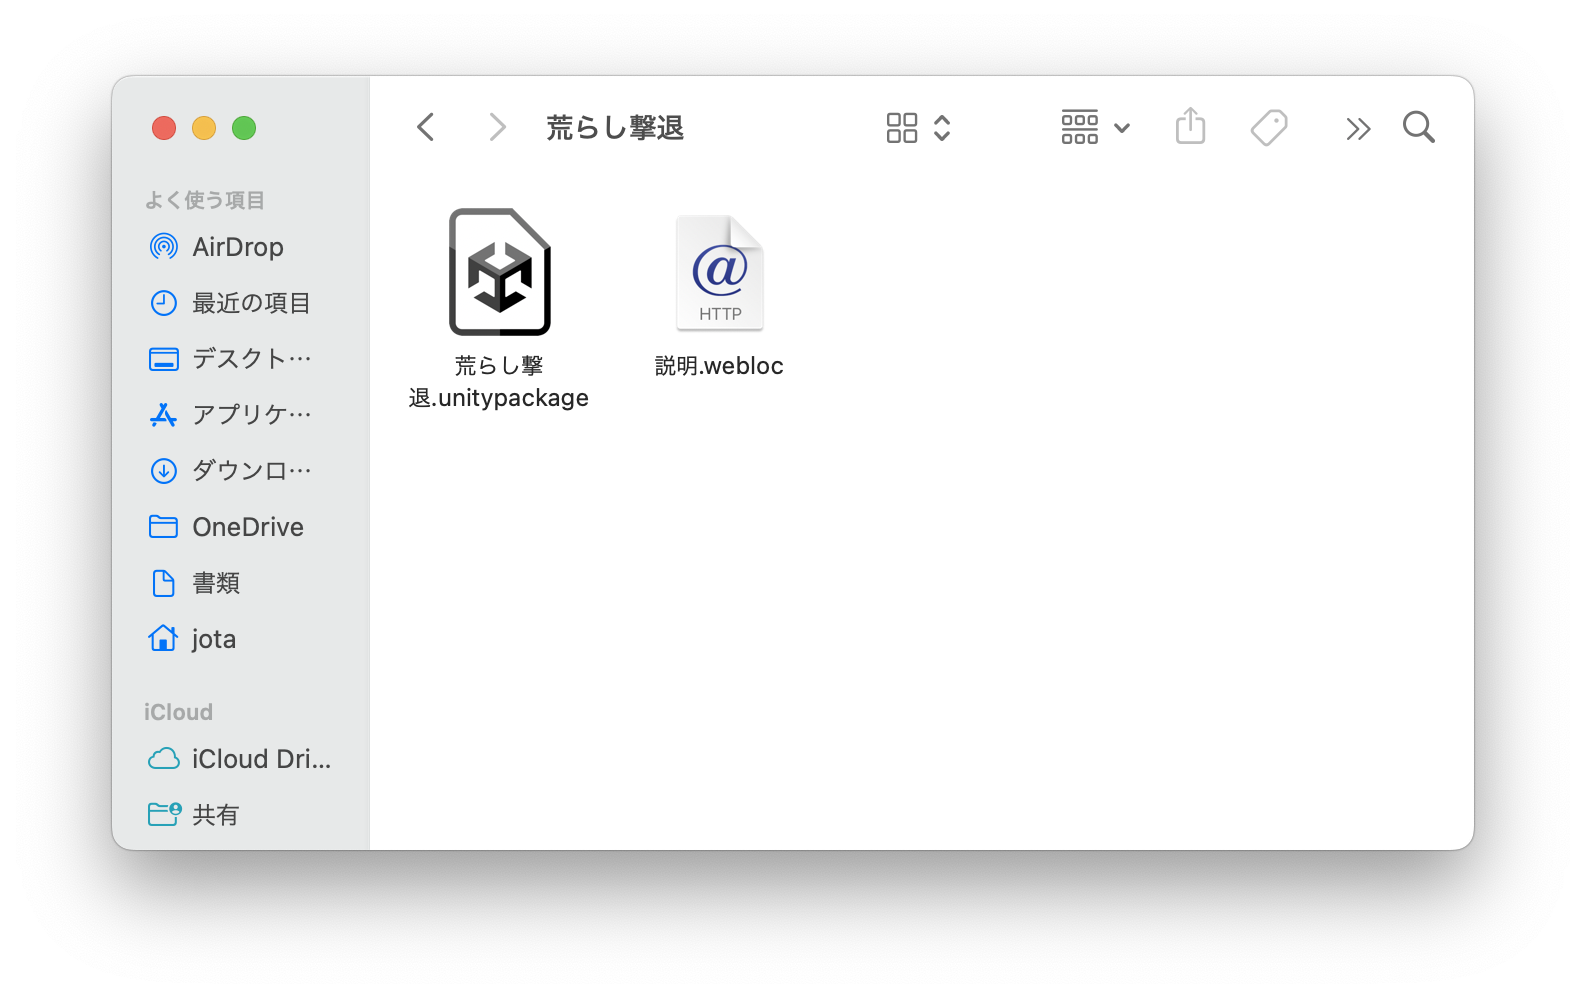 荒らし撃退
よく使う項目
AirDrop
最近の項目
デスクト…
アプリケ…
ダウンロ…
OneDrive
書類
jota
iCloud
iCloud Dri...
共有
@
HTTP
荒らし撃
退.unitypackage
説明.webloc